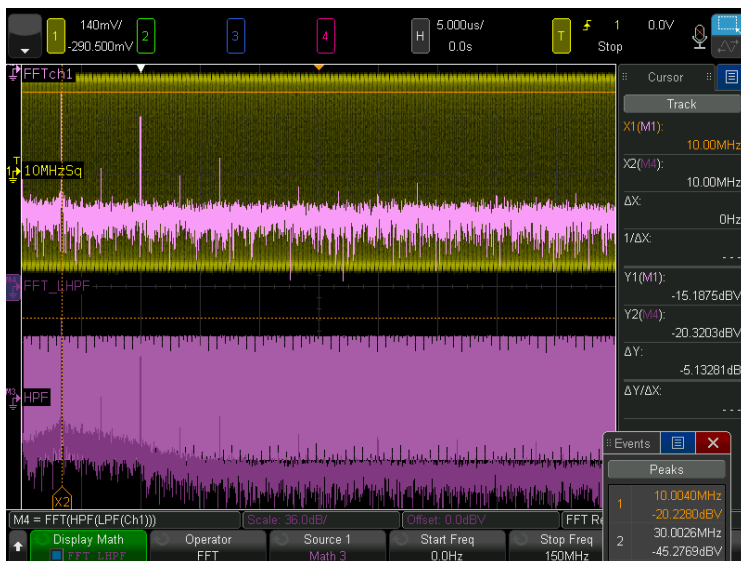 140mV/
5.000us/
1
0.0V
1
2
3
4
H
T
-290.500mV
0.0s
Stop
FFTch1
Cursor
Track
X1(M1):
10.00MHz
T
1
10MHzSq
X2(M4):
10.00MHz
ΔX:
0Hz
1/ΔX:
---
FFT_LHPF
Y1(M1):
-15.1875dBV
Y2(M4):
-20.3203dBV
ΔY:
-5.13281dB
M3
HPF
ΔY/ΔX:
---
Events
Peaks
X2
1
10.0040MHz
-20.2280dBV
2
30.0026MHz
-45.2769dBV
M4 = FFT(HPF(LPF(Ch1)))
Scale: 36.0dB/
Offset: 0.0dBV
FFT Re
Display Math
FFT_LHPF
Operator
FFT
Source 1
Math 3
Start Freq
0.0Hz
Stop Freq
150MHz